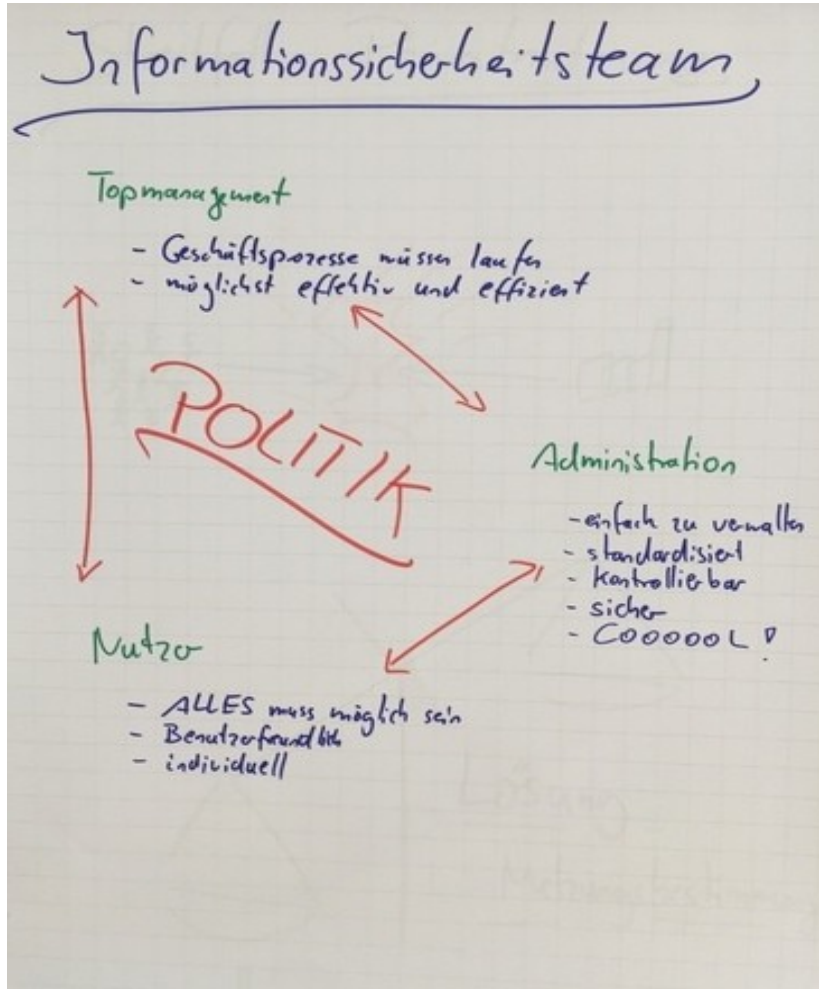 Informationssicherheitsteam
Topmanagement
- Geschäftsprozesse müssen laufen
- möglichst effektiv und effizient
POLITIK
Administration
- einfach zu verwalten
- standardisiert
- kontrollierbar
- sicher
- COOOOOL!
Nutzer
- ALLES muss möglich sein
- Benutzerfreundlich
- individuell
Lösung